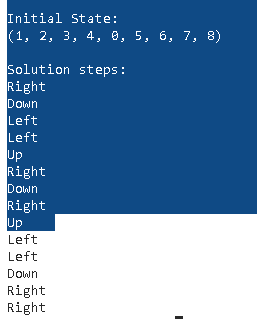 Initial State:
(1, 2, 3, 4, 0, 5, 6, 7, 8)
Solution steps:
Right
Down
Left
Left
Up
Right
Down
Right
Up
Left
Left
Down
Right
Right